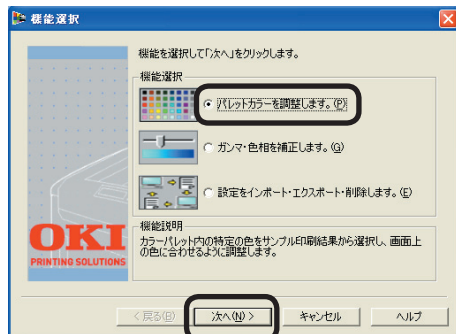 機能選択
機能を選択して「次へ」をクリックします。
機能選択
パレットカラーを調整します。(P)
ガンマ・色相を補正します。(G)
設定をインポート・エクスポート・削除します。(E)
機能説明
カラーパレット内の特定の色をサンプル印刷結果から選択し、画面上
の色に合わせるように調整します。
OKI
PRINTING SOLUTIONS
< 戻る(B)
次へ(N) >
キャンセル
ヘルプ